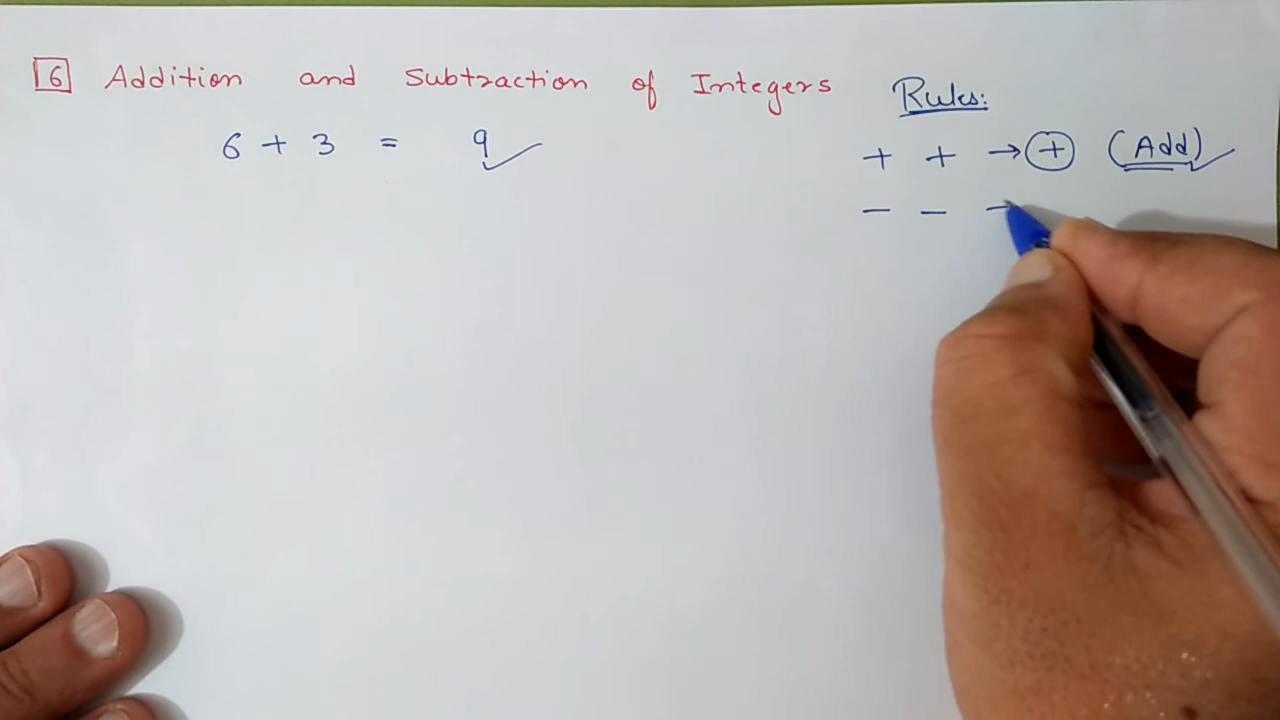 6 Addition and Subtraction of Integers
6 + 3 = 9 ✓
Rules:
+ + → + (Add) ✓
− − →